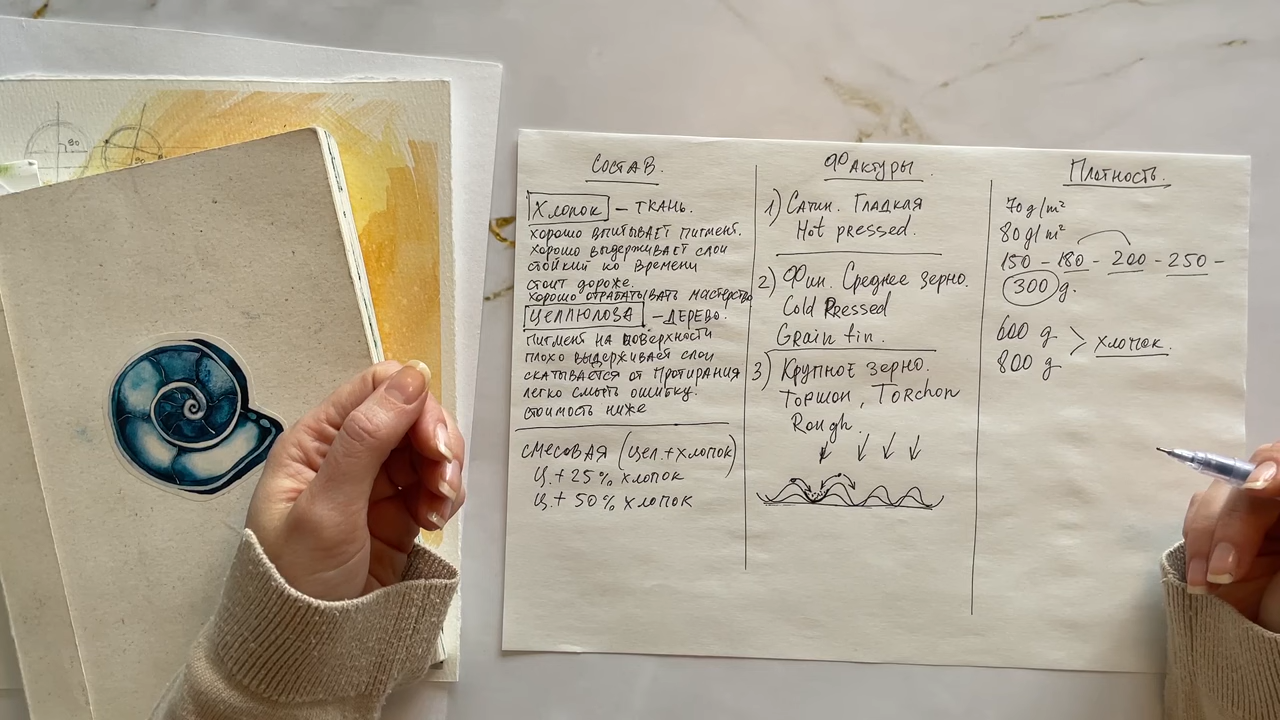 Состав.
Хлопок – ткань.
хорошо впитывает пигмент.
хорошо выдерживает слои
стойкий ко времени
стоит дороже.
хорошо отрабатывать мастерство
Целлюлоза – дерево.
пигмент на поверхности
плохо выдерживает слои
скатывается от протирания
легко смыть ошибку.
стоимость ниже
Смесовая (цел.+хлопок)
Ц.+ 25% хлопок
Ц.+ 50% хлопок
Фактуры.
1) Сатин. Гладкая
Hot pressed.
2) Фин. Среднее зерно.
Cold Pressed
Grain fin.
3) Крупное зерно.
Торшон, Torchon
Rough.
Плотность.
70 g/m²
80 g/m²
150 – 180 – 200 – 250 –
300 g.
600 g
800 g > хлопок.
80